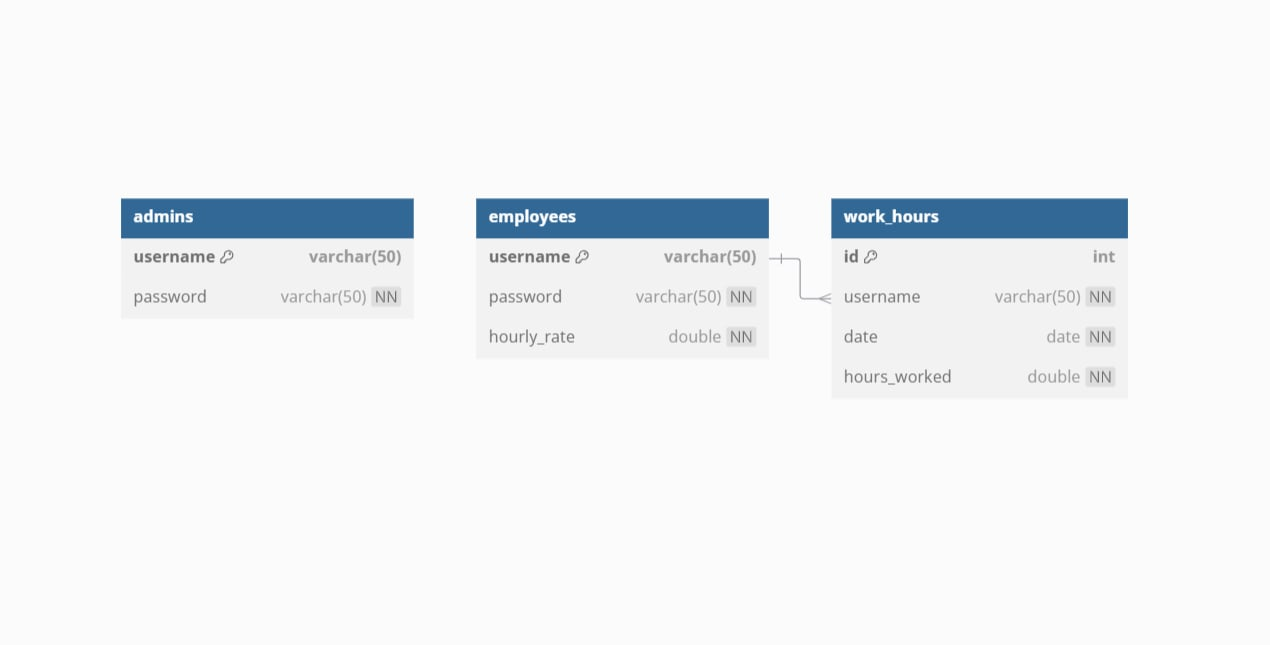 admins
username varchar(50)
password varchar(50) NN
employees
username varchar(50)
password varchar(50) NN
hourly_rate double NN
work_hours
id int
username varchar(50) NN
date date NN
hours_worked double NN